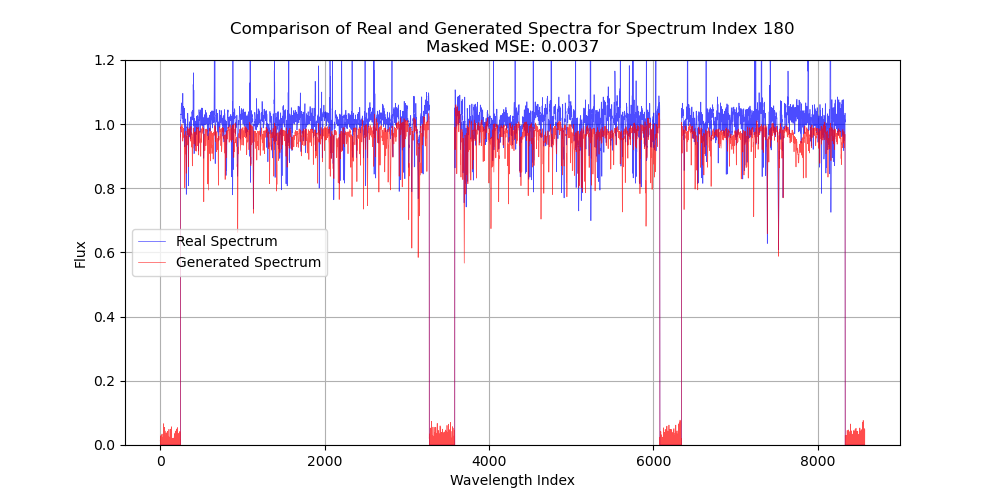 Comparison of Real and Generated Spectra for Spectrum Index 180
Masked MSE: 0.0037
1.2
1.0
0.8
0.6
0.4
0.2
0.0
Flux
Real Spectrum
Generated Spectrum
0 2000 4000 6000 8000
Wavelength Index